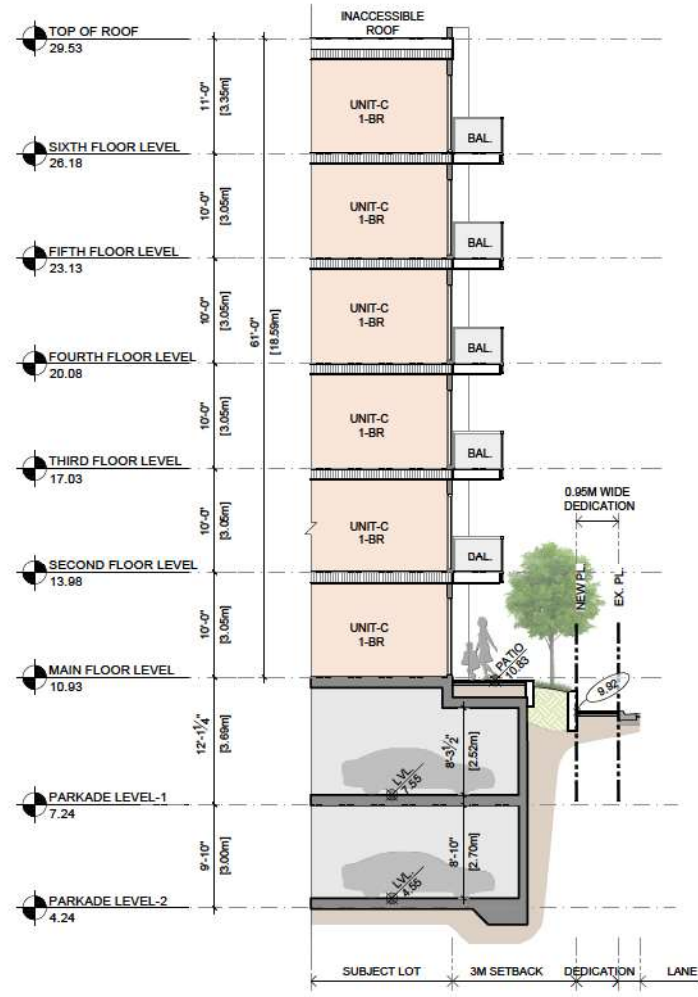 INACCESSIBLE
ROOF
TOP OF ROOF
29.53
11'-0"
[3.35m]
UNIT-C
1-BR
BAL.
SIXTH FLOOR LEVEL
26.18
10'-0"
[3.05m]
UNIT-C
1-BR
BAL.
FIFTH FLOOR LEVEL
23.13
10'-0"
[3.05m]
61'-0"
[18.59m]
UNIT-C
1-BR
BAL.
FOURTH FLOOR LEVEL
20.08
10'-0"
[3.05m]
UNIT-C
1-BR
BAL.
THIRD FLOOR LEVEL
17.03
10'-0"
[3.05m]
UNIT-C
1-BR
BAL.
0.95M WIDE
DEDICATION
SECOND FLOOR LEVEL
13.98
10'-0"
[3.05m]
UNIT-C
1-BR
NEW PL.
EX. PL.
PATIO
10.83
9.92
MAIN FLOOR LEVEL
10.93
12'-1¼"
[3.69m]
8'-3½"
[2.52m]
LVL.
7.55
PARKADE LEVEL-1
7.24
9'-10"
[3.00m]
8'-10"
[2.70m]
LVL.
4.55
PARKADE LEVEL-2
4.24
SUBJECT LOT
3M SETBACK
DEDICATION
LANE